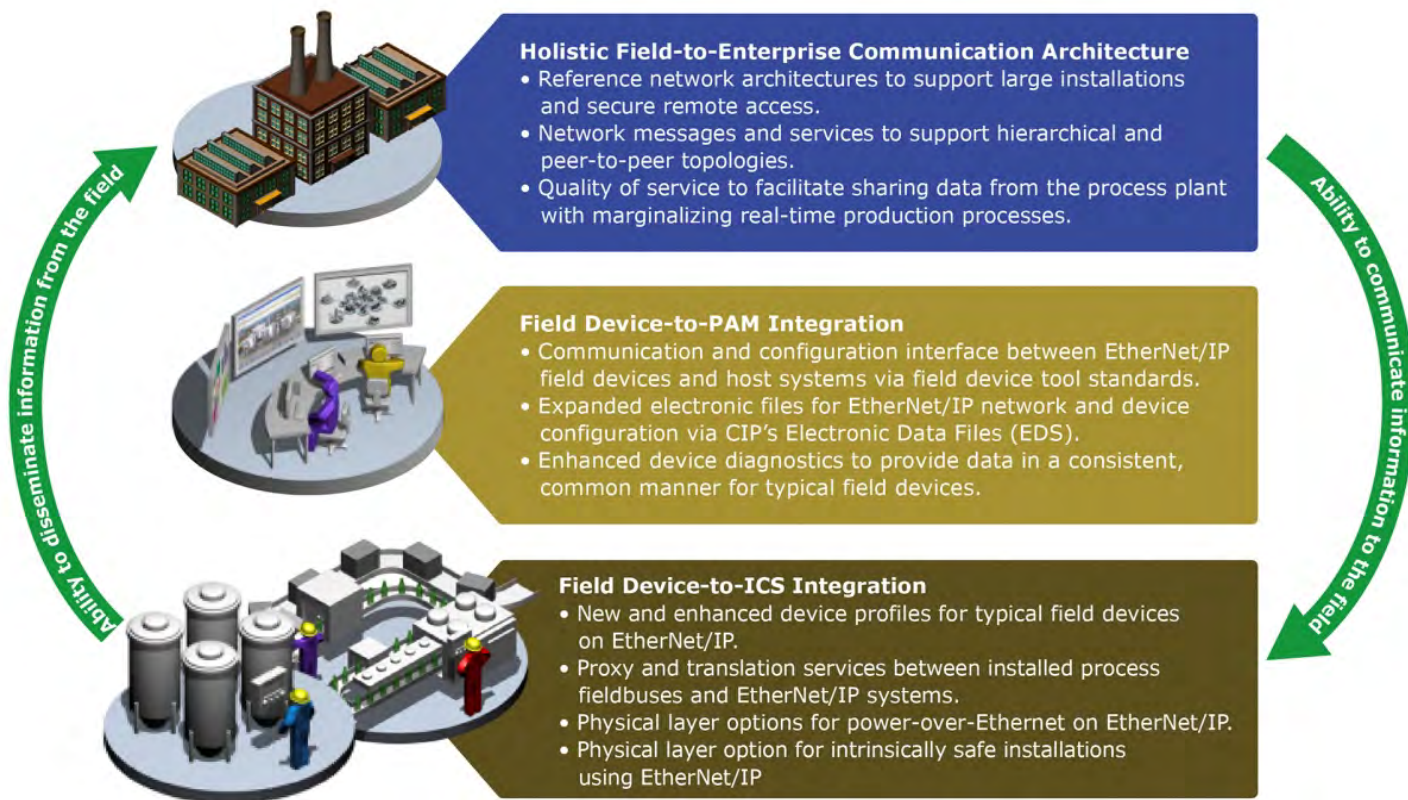 Holistic Field-to-Enterprise Communication Architecture
• Reference network architectures to support large installations
and secure remote access.
• Network messages and services to support hierarchical and
peer-to-peer topologies.
• Quality of service to facilitate sharing data from the process plant
with marginalizing real-time production processes.
Field Device-to-PAM Integration
• Communication and configuration interface between EtherNet/IP
field devices and host systems via field device tool standards.
• Expanded electronic files for EtherNet/IP network and device
configuration via CIP's Electronic Data Files (EDS).
• Enhanced device diagnostics to provide data in a consistent,
common manner for typical field devices.
Field Device-to-ICS Integration
• New and enhanced device profiles for typical field devices
on EtherNet/IP.
• Proxy and translation services between installed process
fieldbuses and EtherNet/IP systems.
• Physical layer options for power-over-Ethernet on EtherNet/IP.
• Physical layer option for intrinsically safe installations
using EtherNet/IP
Ability to disseminate information from the field
Ability to communicate information to the field